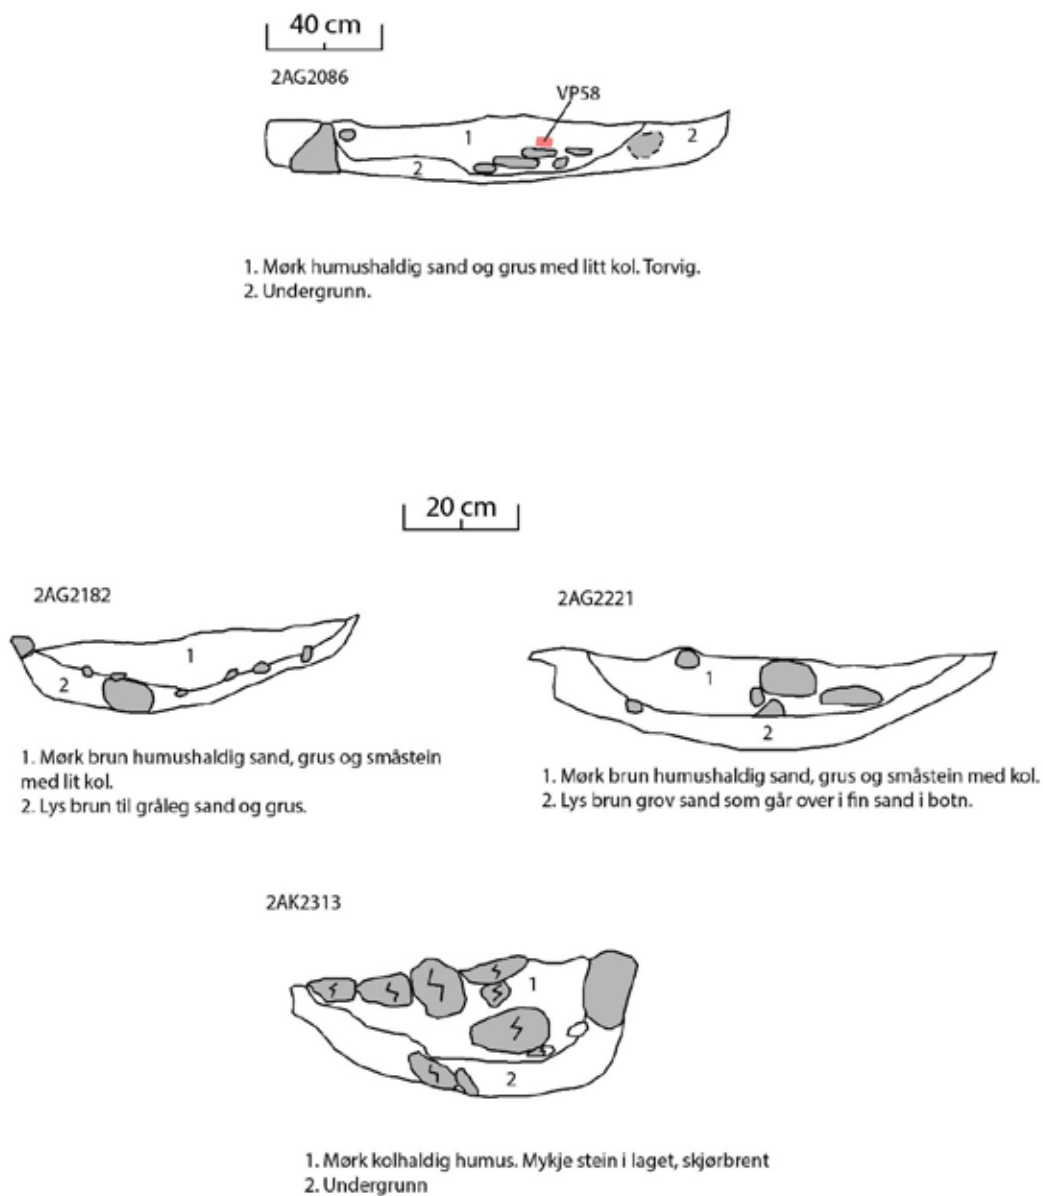 40 cm
2AG2086
VP58
1
2
2
1. Mørk humushaldig sand og grus med litt kol. Torvig.
2. Undergrunn.
20 cm
2AG2182
1
2
1. Mørk brun humushaldig sand, grus og småstein
med lit kol.
2. Lys brun til gråleg sand og grus.
2AG2221
1
2
1. Mørk brun humushaldig sand, grus og småstein med kol.
2. Lys brun grov sand som går over i fin sand i botn.
2AK2313
1
2
1. Mørk kolhaldig humus. Mykje stein i laget, skjørbrent
2. Undergrunn